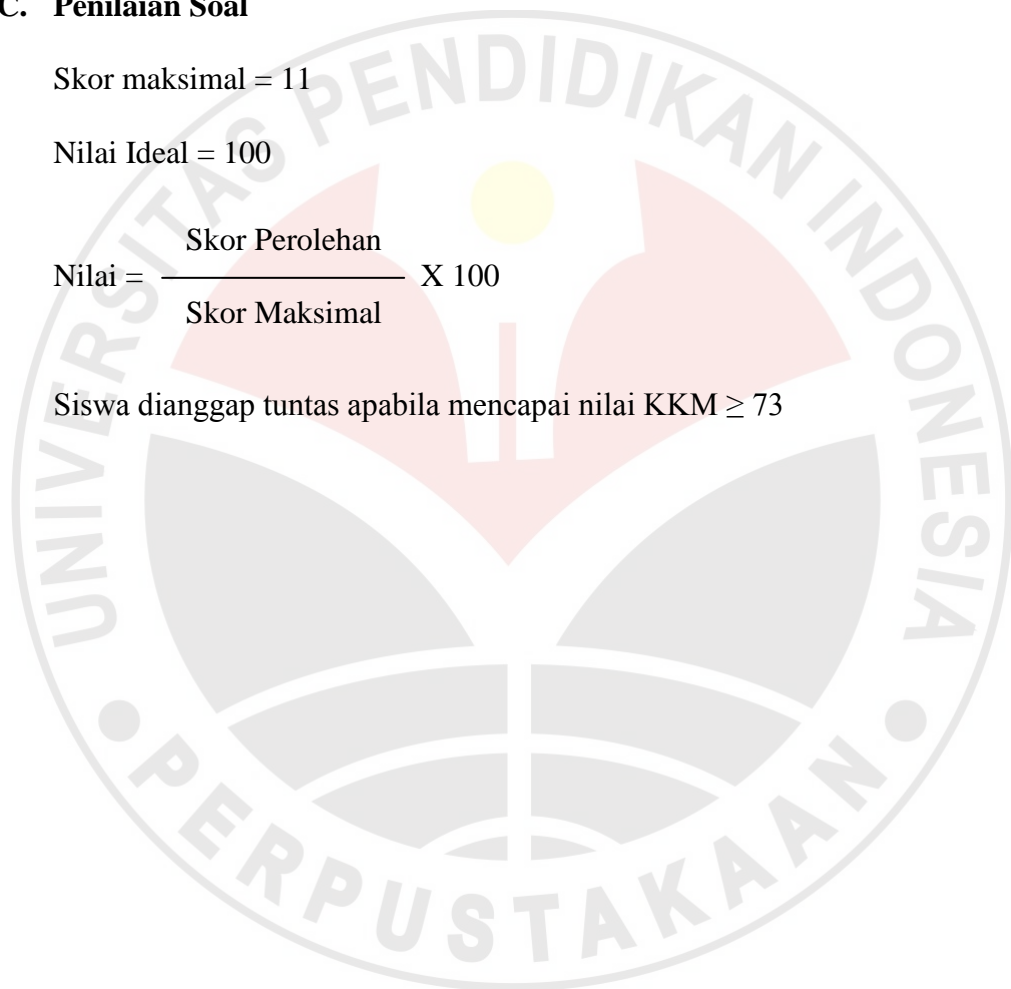 C. Penilaian Soal
Skor maksimal = 11
Nilai Ideal = 100
Skor Perolehan
Nilai = X 100
Skor Maksimal
Siswa dianggap tuntas apabila mencapai nilai KKM ≥ 73
UNIVERSITAS PENDIDIKAN INDONESIA
PERPUSTAKAAN